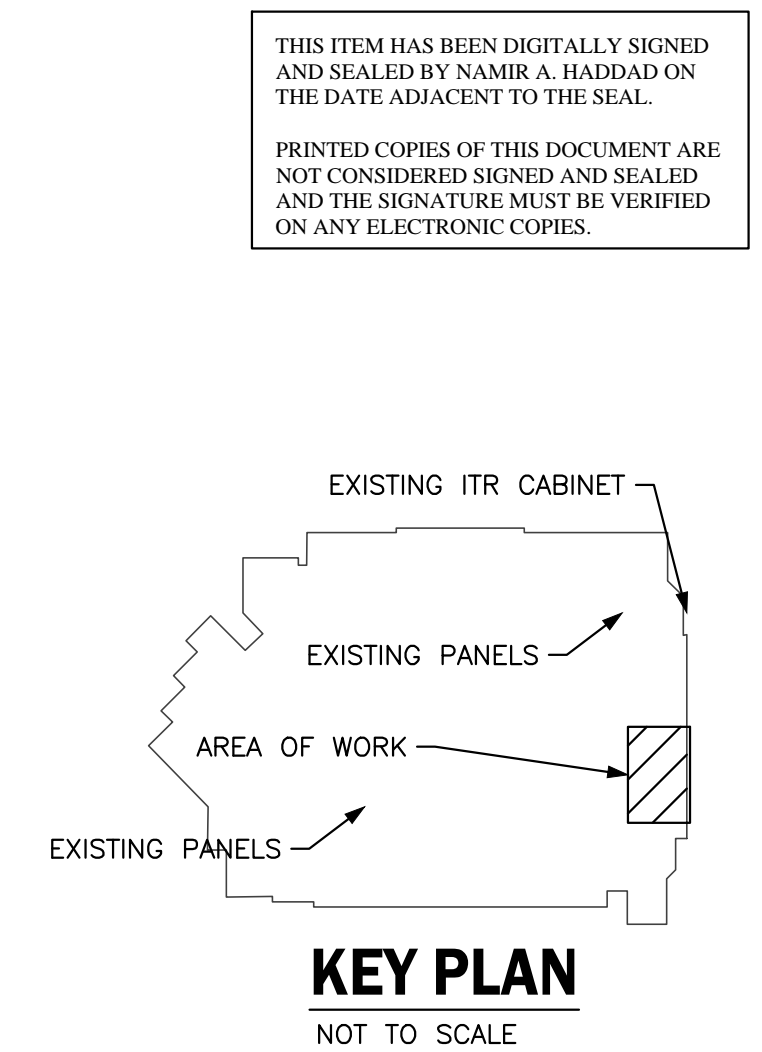 THIS ITEM HAS BEEN DIGITALLY SIGNED
AND SEALED BY NAMIR A. HADDAD ON
THE DATE ADJACENT TO THE SEAL.
PRINTED COPIES OF THIS DOCUMENT ARE
NOT CONSIDERED SIGNED AND SEALED
AND THE SIGNATURE MUST BE VERIFIED
ON ANY ELECTRONIC COPIES.
EXISTING ITR CABINET
EXISTING PANELS
AREA OF WORK
EXISTING PANELS
KEY PLAN
NOT TO SCALE